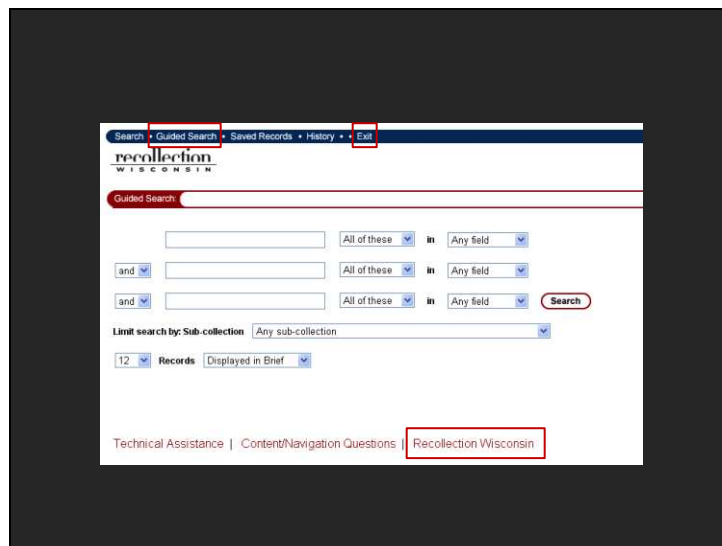 Search • Guided Search • Saved Records • History • • Exit
recollection
WISCONSIN
Guided Search:
All of these in Any field
and All of these in Any field
and All of these in Any field Search
Limit search by: Sub-collection Any sub-collection
12 Records Displayed in Brief
Technical Assistance | Content/Navigation Questions | Recollection Wisconsin